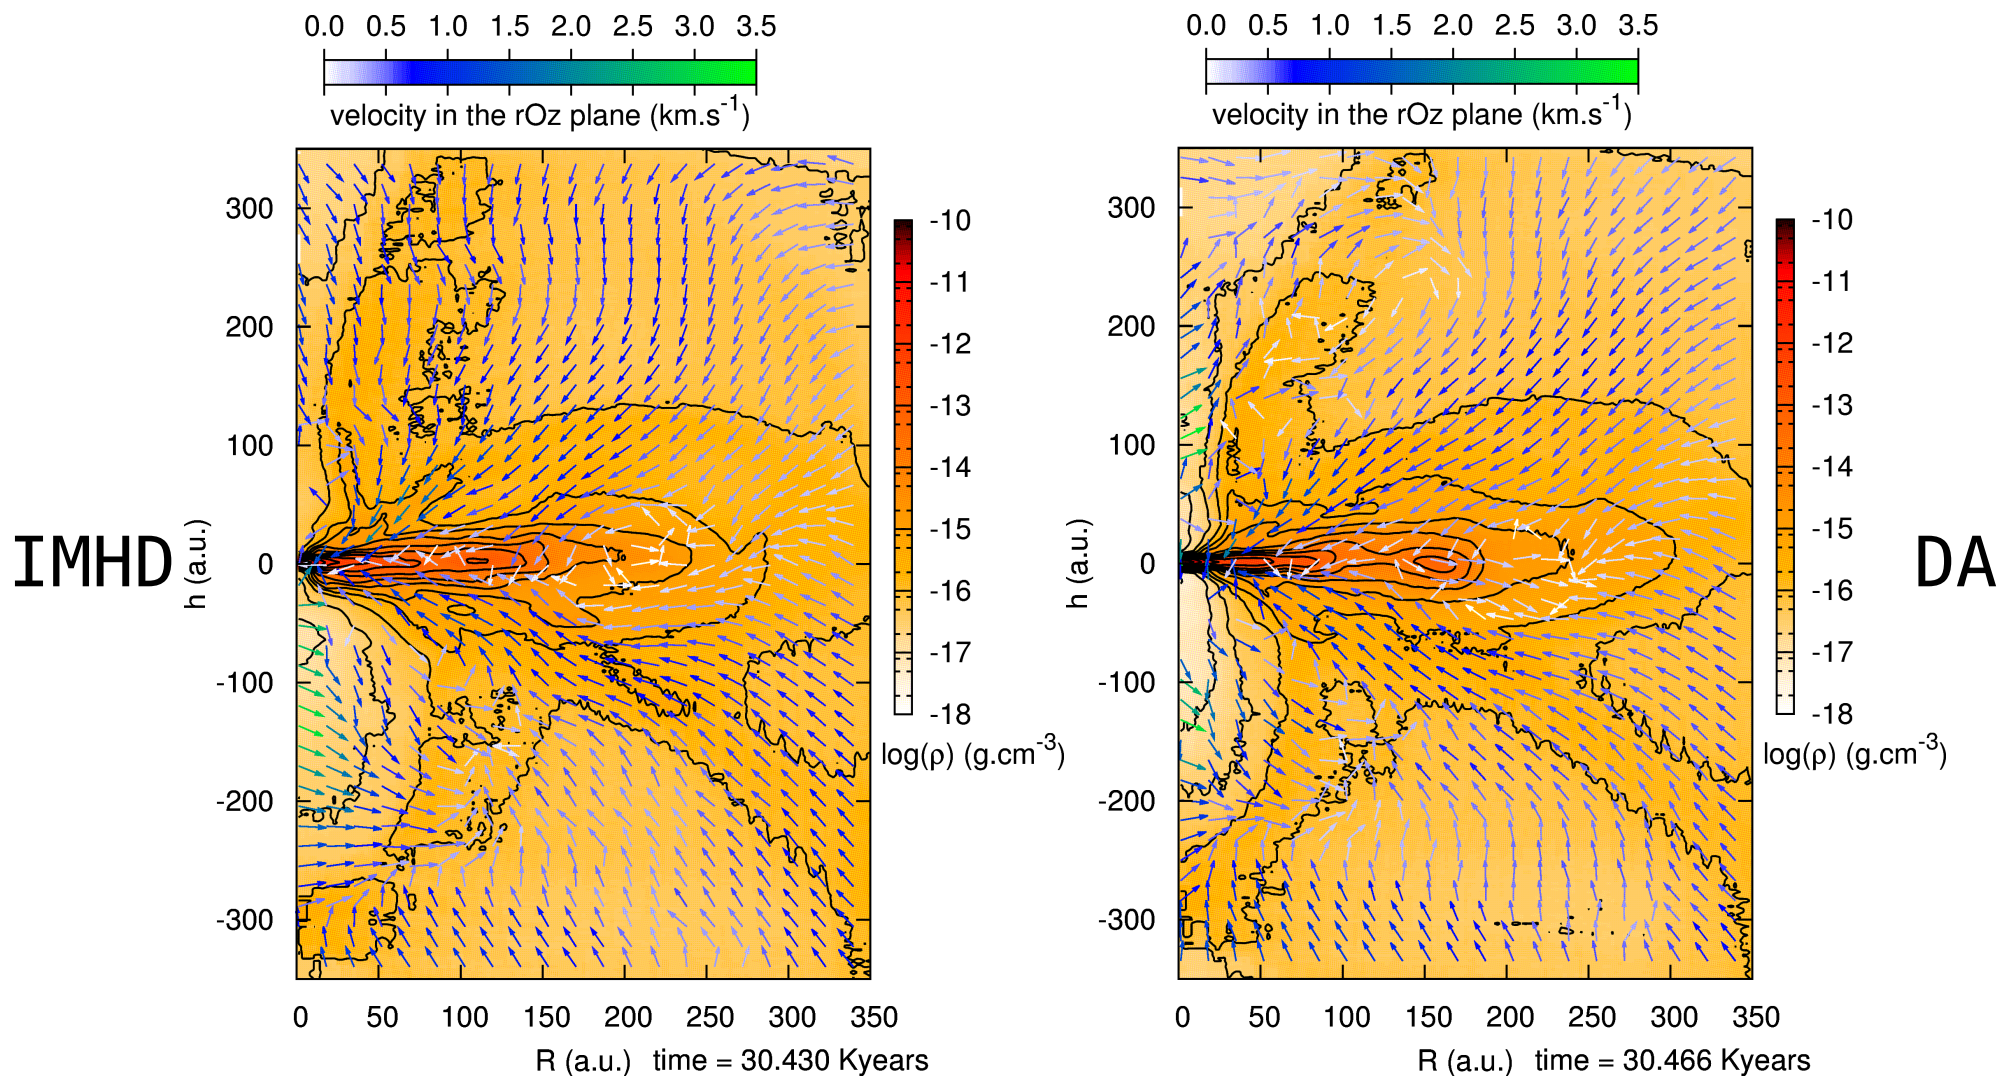 0.0 0.5 1.0 1.5 2.0 2.5 3.0 3.5
velocity in the rOz plane (km.s-1)
300
200
100
0
-100
-200
-300
h (a.u.)
IMHD
0 50 100 150 200 250 300 350
R (a.u.) time = 30.430 Kyears
-10
-11
-12
-13
-14
-15
-16
-17
-18
log(ρ) (g.cm-3)
0.0 0.5 1.0 1.5 2.0 2.5 3.0 3.5
velocity in the rOz plane (km.s-1)
300
200
100
0
-100
-200
-300
h (a.u.)
0 50 100 150 200 250 300 350
R (a.u.) time = 30.466 Kyears
-10
-11
-12
-13
-14
-15
-16
-17
-18
log(ρ) (g.cm-3)
DA